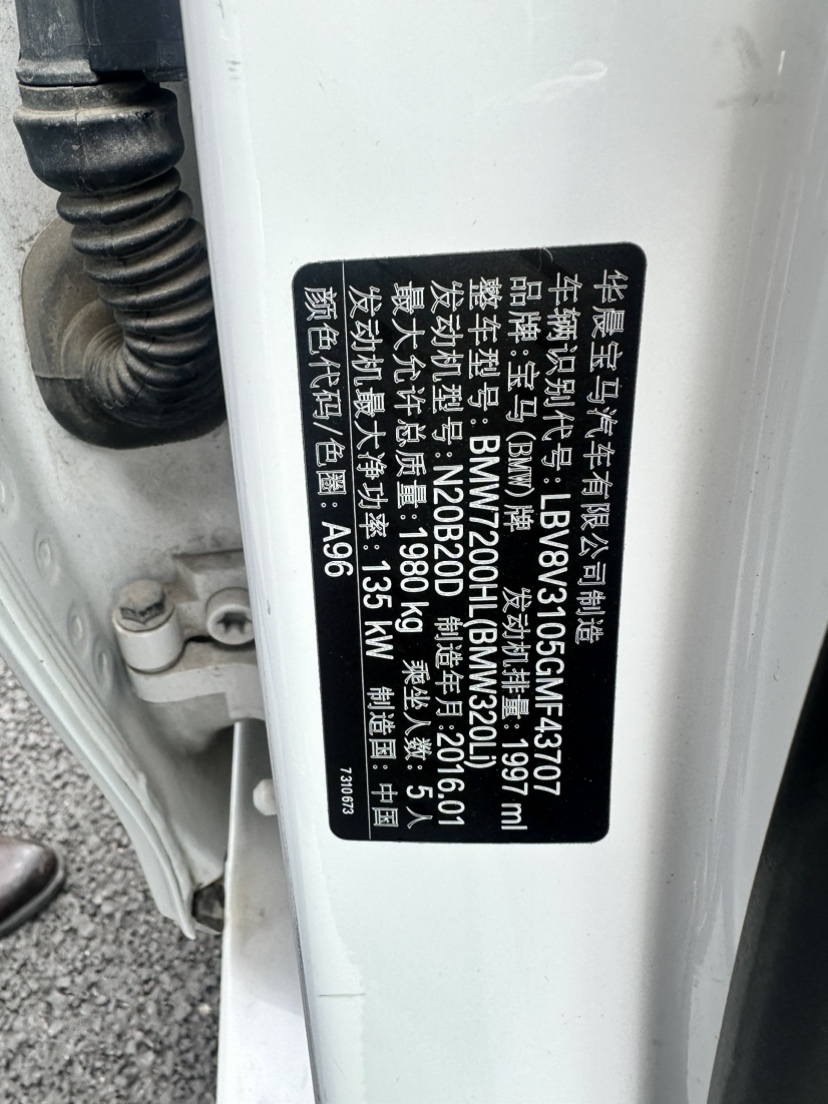 华晨宝马汽车有限公司制造
车辆识别代号:LBV8V3105GMF43707
品牌:宝马(BMW)牌 发动机排量:1997 ml
整车型号:BMW7200HL(BMW320Li)
发动机型号:N20B20D 制造年月:2016.01
最大允许总质量:1980 kg 乘坐人数:5人
发动机最大净功率:135 kW 制造国:中国
颜色代码/色圈:A96
7310673